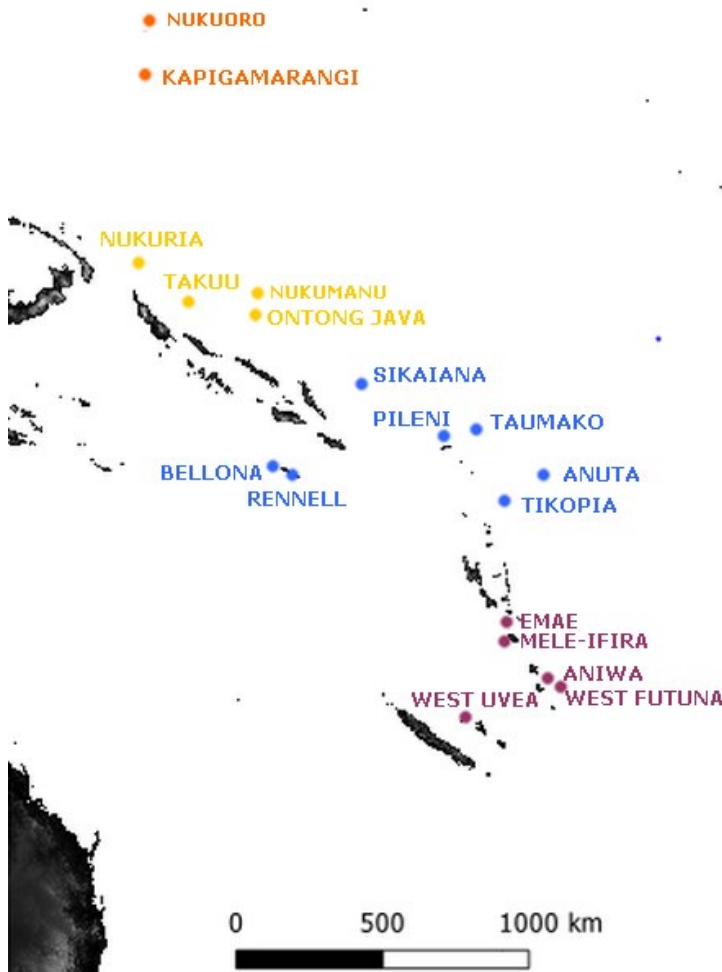 NUKUORO
KAPIGAMARANGI
NUKURIA
TAKUU
NUKUMANU
ONTONG JAVA
SIKAIANA
PILENI
TAUMAKO
BELLONA
RENNELL
ANUTA
TIKOPIA
EMAE
MELE-IFIRA
ANIWA
WEST UVEA
WEST FUTUNA
0 500 1000 km